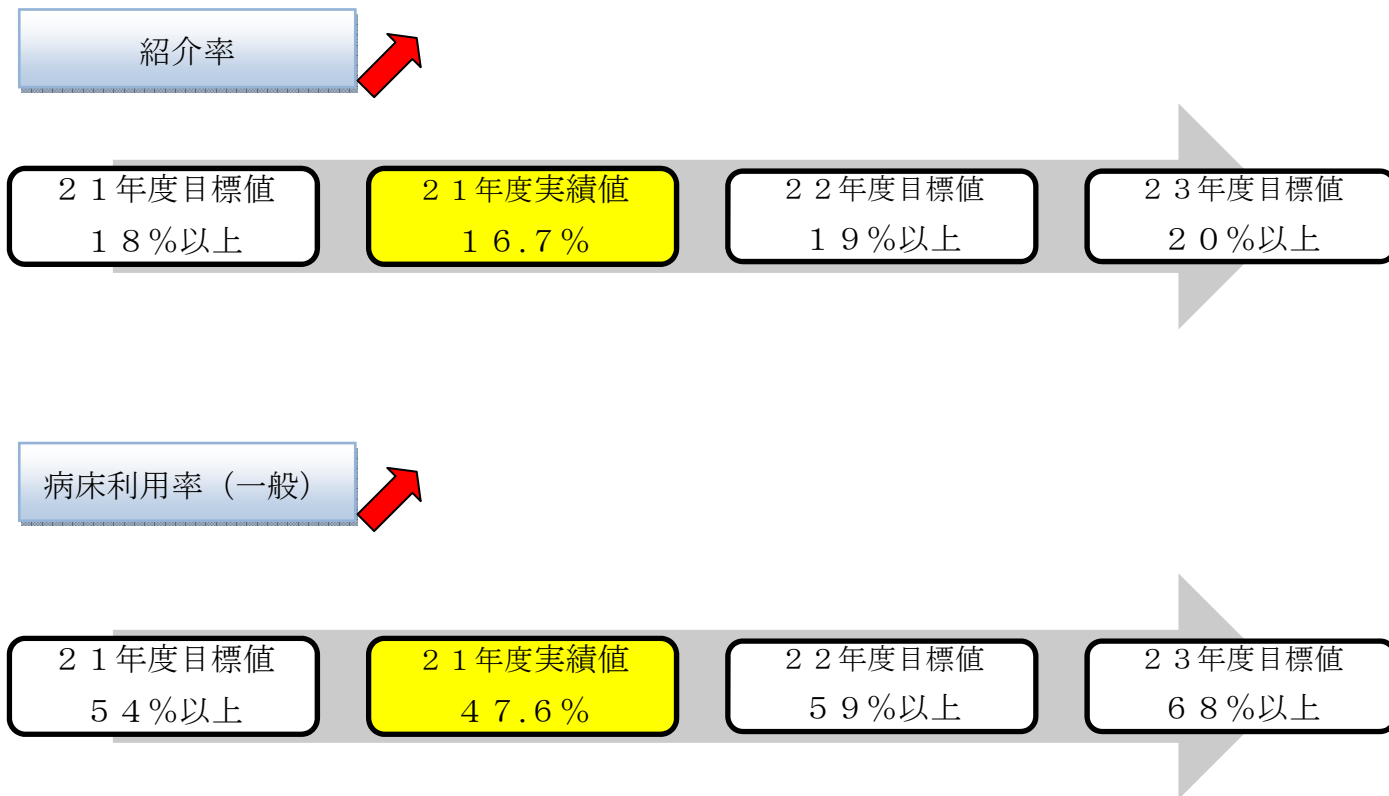 紹介率
２１年度目標値
１８％以上
２１年度実績値
１６.７％
２２年度目標値
１９％以上
２３年度目標値
２０％以上
病床利用率（一般）
２１年度目標値
５４％以上
２１年度実績値
４７.６％
２２年度目標値
５９％以上
２３年度目標値
６８％以上